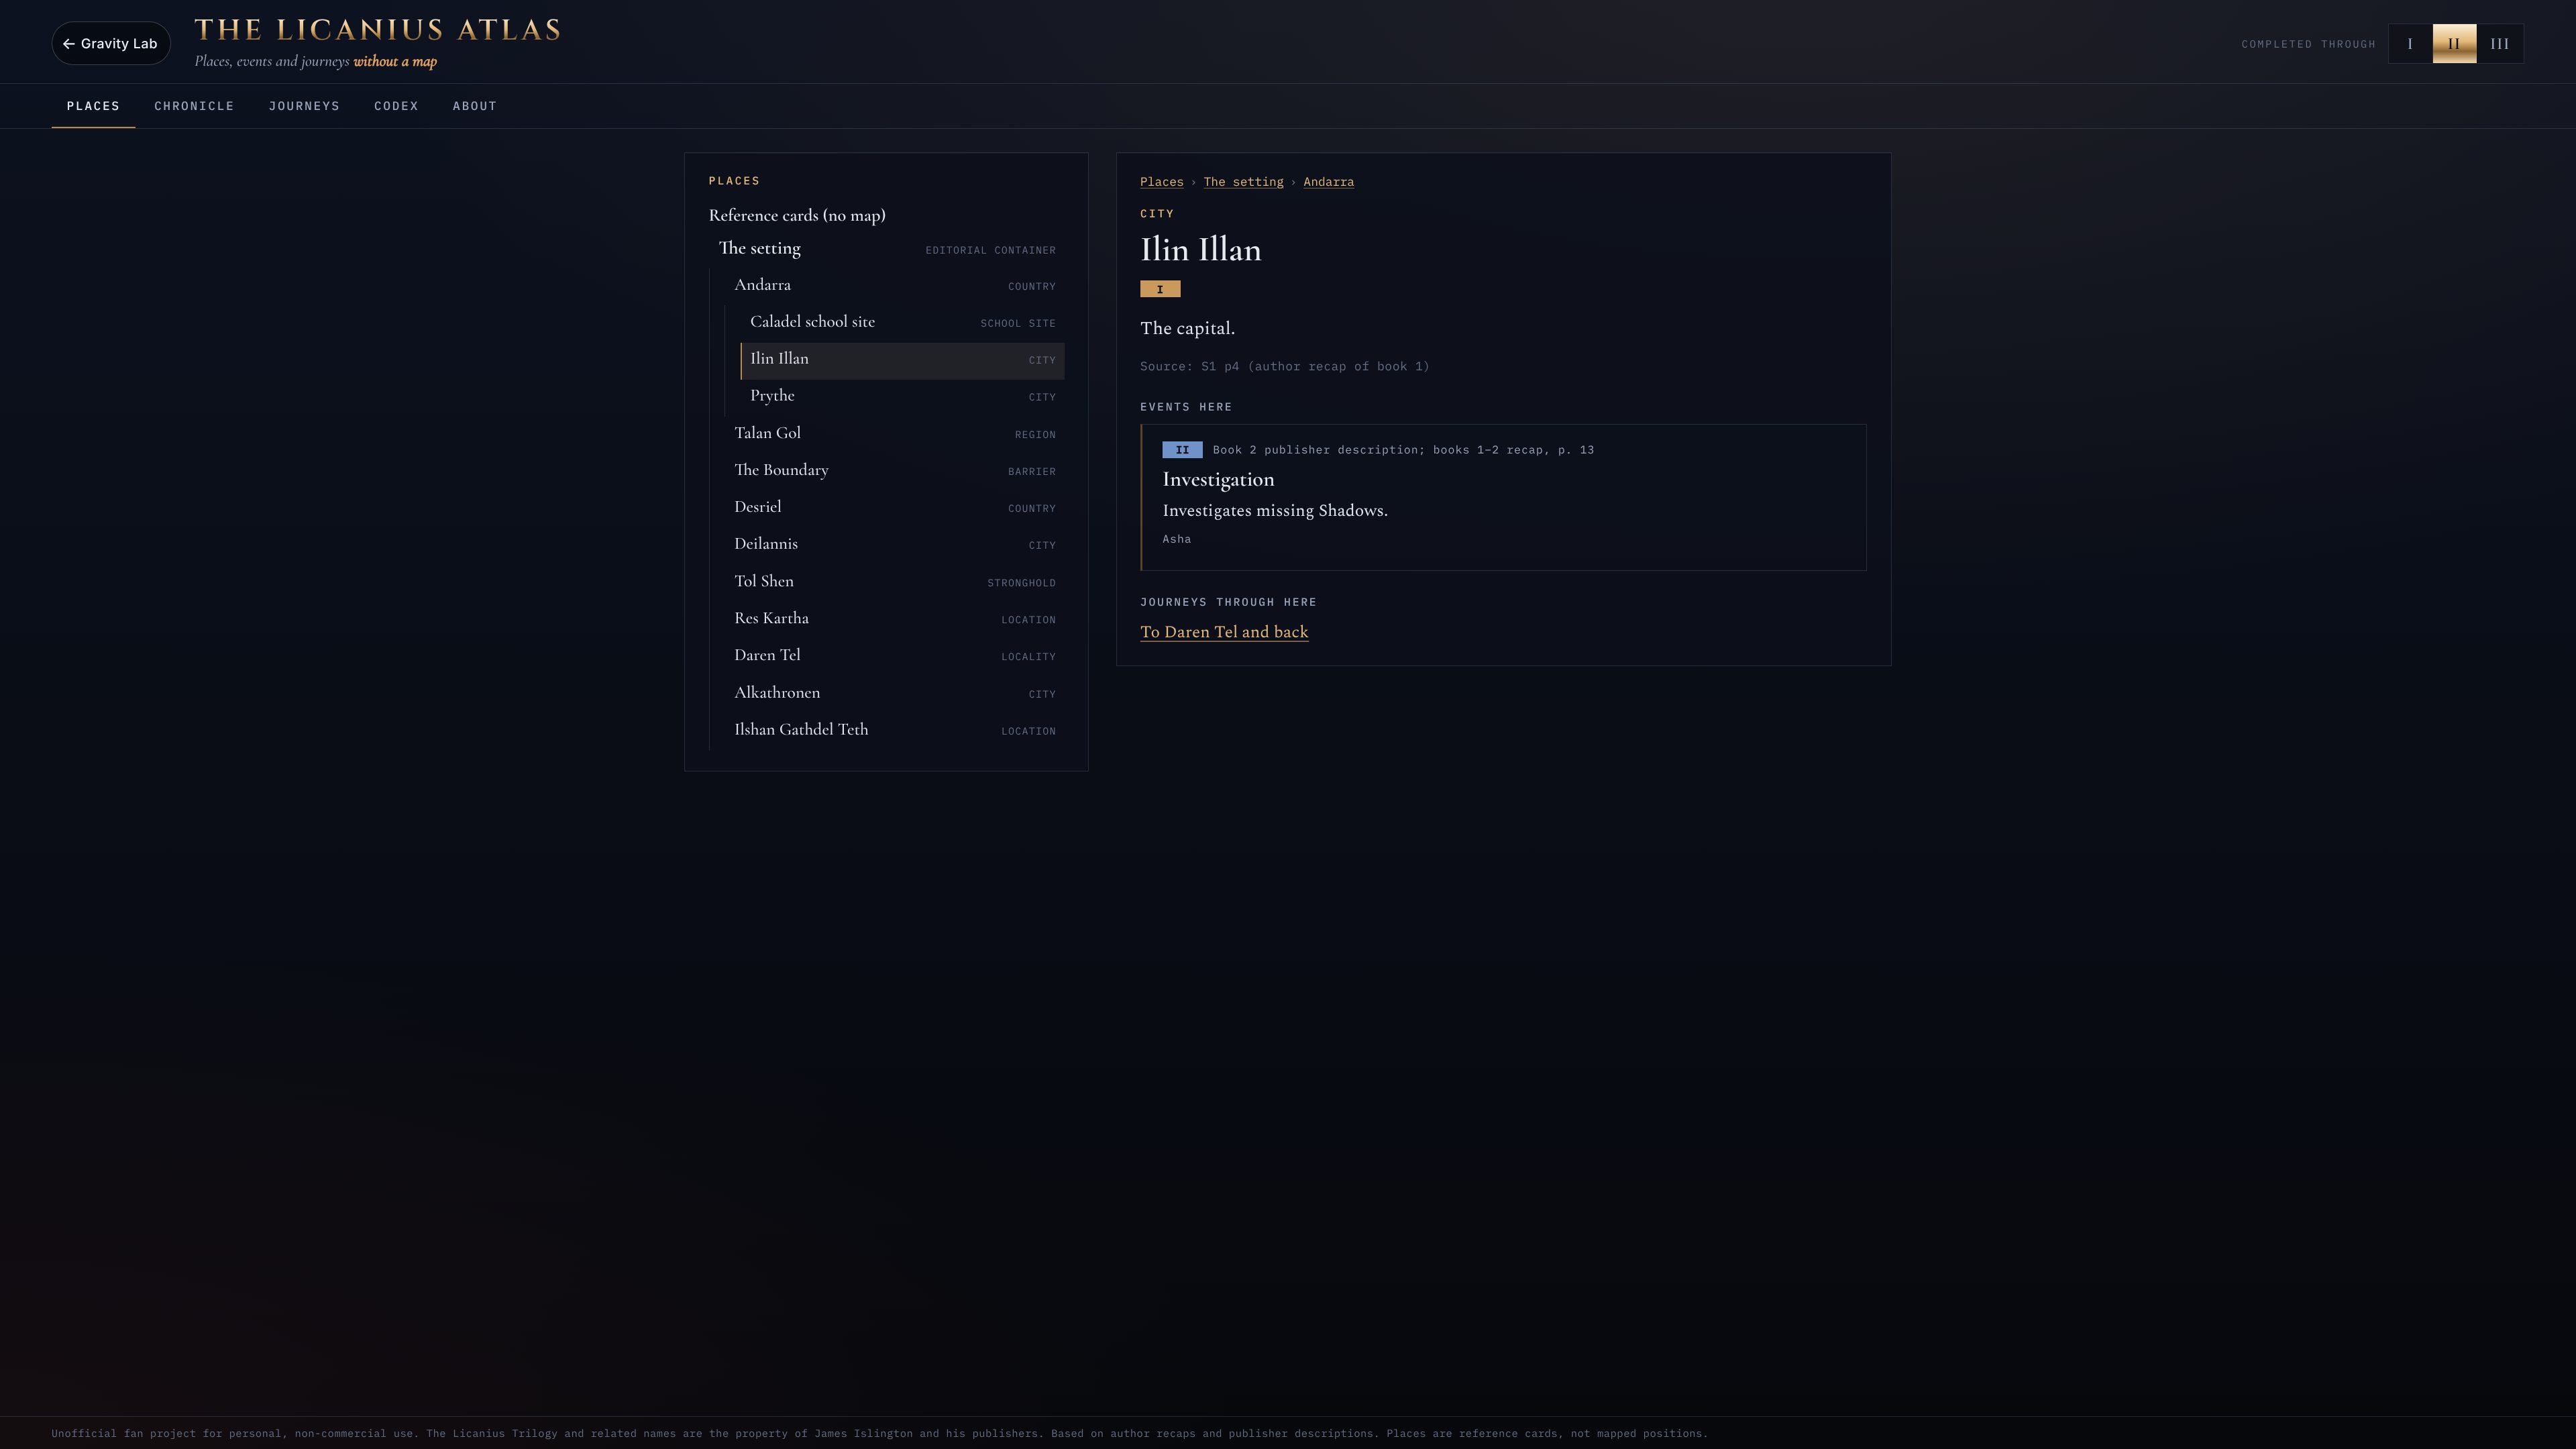 ← Gravity Lab
THE LICANIUS ATLAS
Places, events and journeys without a map
COMPLETED THROUGH
I
II
III
PLACES
CHRONICLE
JOURNEYS
CODEX
ABOUT
PLACES
Reference cards (no map)
The setting EDITORIAL CONTAINER
Andarra COUNTRY
Caladel school site SCHOOL SITE
Ilin Illan CITY
Prythe CITY
Talan Gol REGION
The Boundary BARRIER
Desriel COUNTRY
Deilannis CITY
Tol Shen STRONGHOLD
Res Kartha LOCATION
Daren Tel LOCALITY
Alkathronen CITY
Ilshan Gathdel Teth LOCATION
Places › The setting › Andarra
CITY
Ilin Illan
I
The capital.
Source: S1 p4 (author recap of book 1)
EVENTS HERE
II Book 2 publisher description; books 1–2 recap, p. 13
Investigation
Investigates missing Shadows.
Asha
JOURNEYS THROUGH HERE
To Daren Tel and back
Unofficial fan project for personal, non-commercial use. The Licanius Trilogy and related names are the property of James Islington and his publishers. Based on author recaps and publisher descriptions. Places are reference cards, not mapped positions.